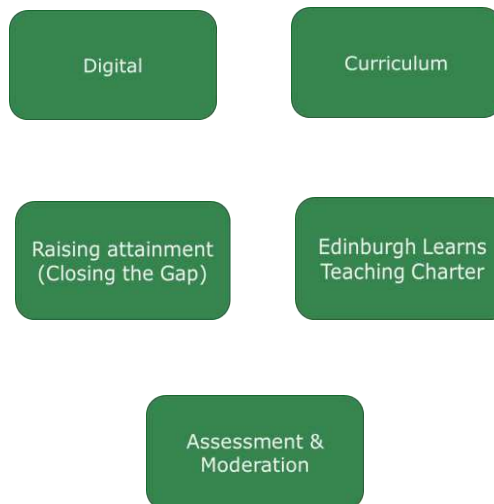 Digital
Curriculum
Raising attainment
(Closing the Gap)
Edinburgh Learns
Teaching Charter
Assessment &
Moderation